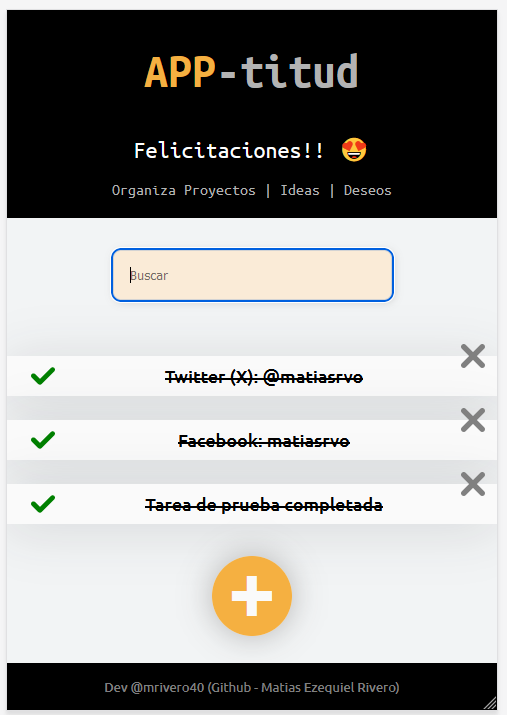 APP-titud
Felicitaciones!! 😍
Organiza Proyectos | Ideas | Deseos
Buscar
Twitter (X): @matiasrvo
Facebook: matiasrvo
Tarea de prueba completada
Dev @mrivero40 (Github - Matias Ezequiel Rivero)